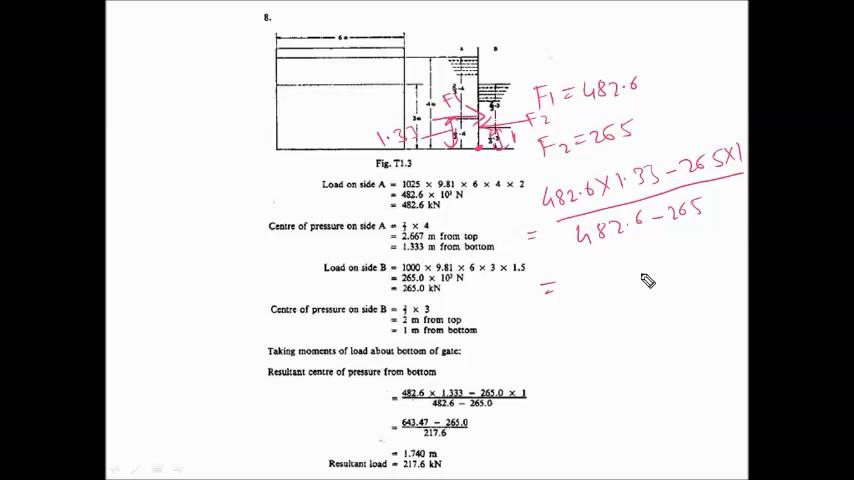 8.
6 m
A
B
4 m
3 m
F1
F2
1.33
1
F1 = 482.6
F2 = 265
482.6 X 1.33 - 265 X 1
= 482.6 - 265
=
Fig. T1.3
Load on side A = 1025 × 9.81 × 6 × 4 × 2
= 482.6 × 10³ N
= 482.6 kN
Centre of pressure on side A = ⅔ × 4
= 2.667 m from top
= 1.333 m from bottom
Load on side B = 1000 × 9.81 × 6 × 3 × 1.5
= 265.0 × 10³ N
= 265.0 kN
Centre of pressure on side B = ⅔ × 3
= 2 m from top
= 1 m from bottom
Taking moments of load about bottom of gate:
Resultant centre of pressure from bottom
482.6 × 1.333 − 265.0 × 1
= 482.6 − 265.0
643.47 − 265.0
= 217.6
= 1.740 m
Resultant load = 217.6 kN